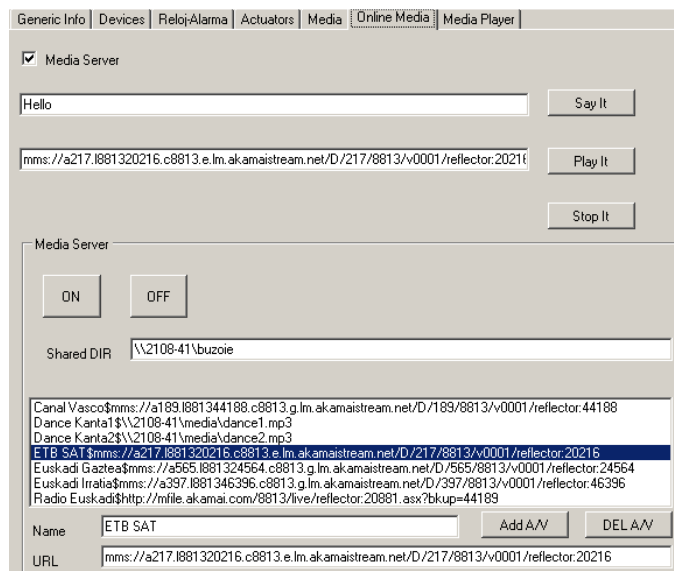 Generic Info Devices Reloj-Alarma Actuators Media Online Media Media Player
Media Server
Hello Say It
mms://a217.l881320216.c8813.e.lm.akamaistream.net/D/217/8813/v0001/reflector:20216 Play It
Stop It
Media Server
ON OFF
Shared DIR \\2108-41\buzoie
Canal Vasco$mms://a189.l881344188.c8813.g.lm.akamaistream.net/D/189/8813/v0001/reflector:44188
Dance Kanta1$\\2108-41\media\dance1.mp3
Dance Kanta2$\\2108-41\media\dance2.mp3
ETB SAT$mms://a217.l881320216.c8813.e.lm.akamaistream.net/D/217/8813/v0001/reflector:20216
Euskadi Gaztea$mms://a565.l881324564.c8813.g.lm.akamaistream.net/D/565/8813/v0001/reflector:24564
Euskadi Irratia$mms://a397.l881346396.c8813.g.lm.akamaistream.net/D/397/8813/v0001/reflector:46396
Radio Euskadi$http://mfile.akamai.com/8813/live/reflector:20881.asx?bkup=44189
Name ETB SAT Add A/V DEL A/V
URL mms://a217.l881320216.c8813.e.lm.akamaistream.net/D/217/8813/v0001/reflector:20216